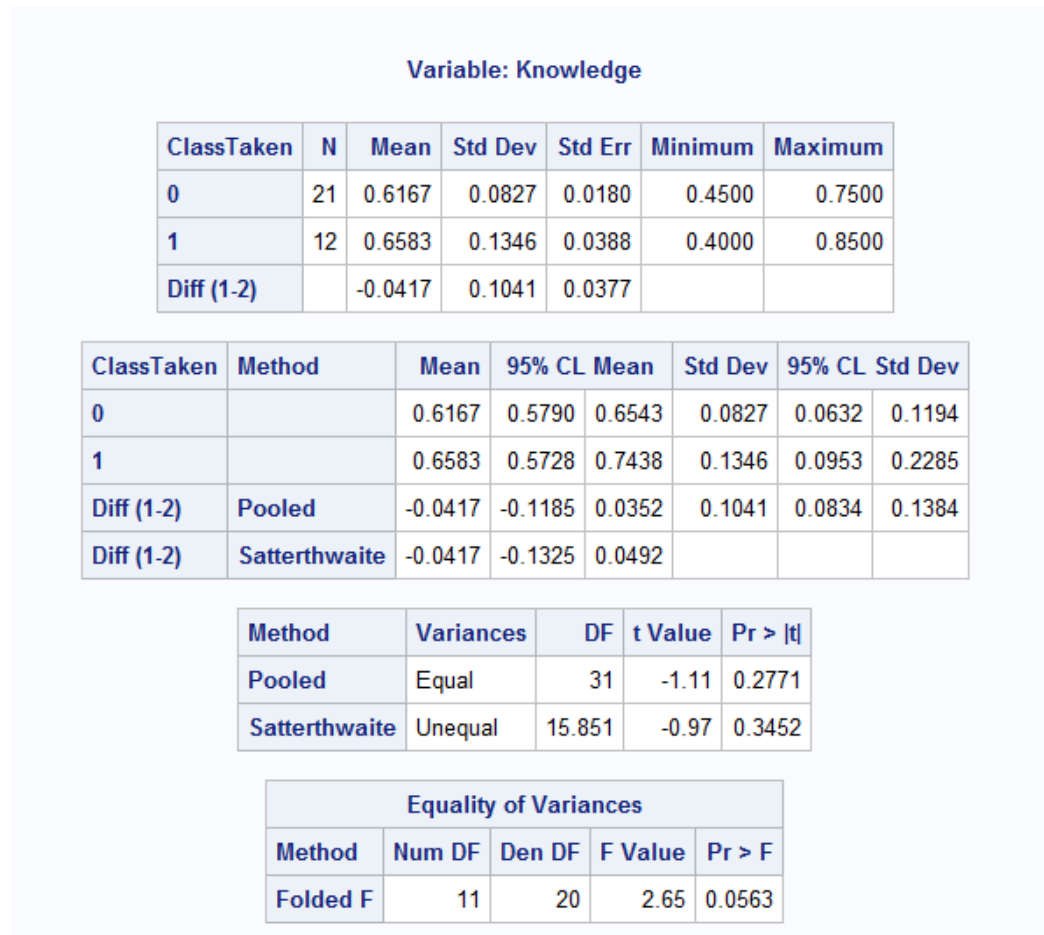 Variable: Knowledge
ClassTaken N Mean Std Dev Std Err Minimum Maximum
0 21 0.6167 0.0827 0.0180 0.4500 0.7500
1 12 0.6583 0.1346 0.0388 0.4000 0.8500
Diff (1-2) -0.0417 0.1041 0.0377
ClassTaken Method Mean 95% CL Mean Std Dev 95% CL Std Dev
0 0.6167 0.5790 0.6543 0.0827 0.0632 0.1194
1 0.6583 0.5728 0.7438 0.1346 0.0953 0.2285
Diff (1-2) Pooled -0.0417 -0.1185 0.0352 0.1041 0.0834 0.1384
Diff (1-2) Satterthwaite -0.0417 -0.1325 0.0492
Method Variances DF t Value Pr > |t|
Pooled Equal 31 -1.11 0.2771
Satterthwaite Unequal 15.851 -0.97 0.3452
Equality of Variances
Method Num DF Den DF F Value Pr > F
Folded F 11 20 2.65 0.0563